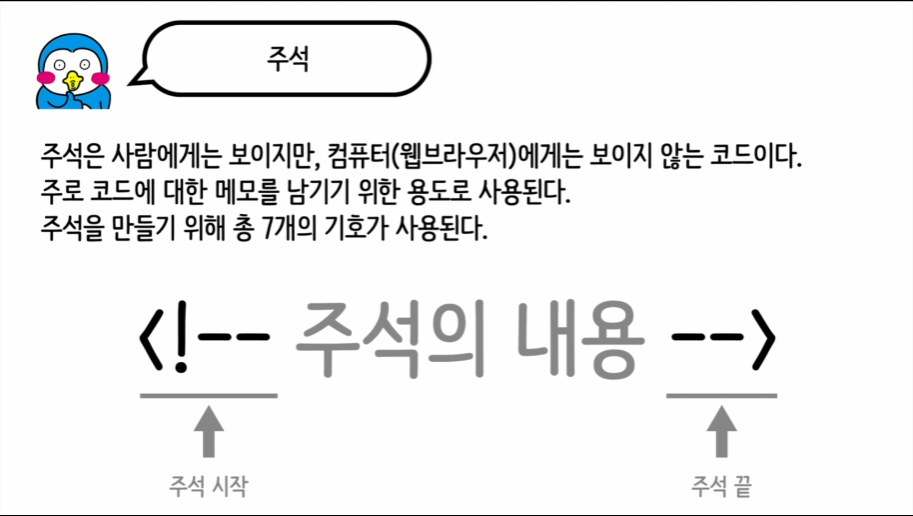 주석
주석은 사람에게는 보이지만, 컴퓨터(웹브라우저)에게는 보이지 않는 코드이다.
주로 코드에 대한 메모를 남기기 위한 용도로 사용된다.
주석을 만들기 위해 총 7개의 기호가 사용된다.
<!-- 주석의 내용 -->
주석 시작 주석 끝